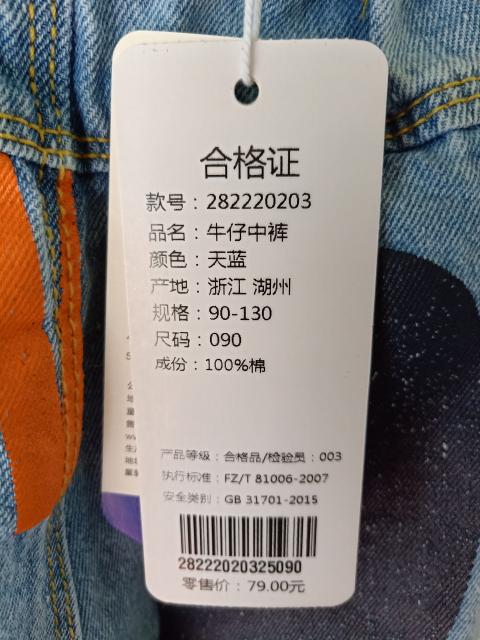 合格证
款号：282220203
品名：牛仔中裤
颜色：天蓝
产地：浙江 湖州
规格：90-130
尺码：090
成份：100%棉
产品等级：合格品/检验员：003
执行标准：FZ/T 81006-2007
安全类别：GB 31701-2015
28222020325090
零售价：79.00元